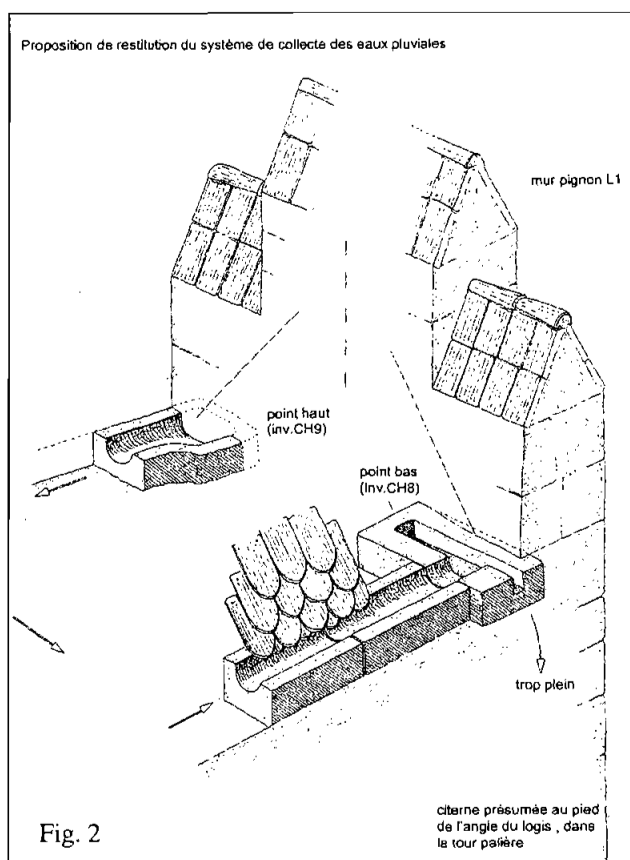 Proposition de restitution du système de collecte des eaux pluviales
mur pignon L1
point haut
(inv.CH9)
point bas
(Inv.CH8)
trop plein
citerne présumée au pied
de l'angle du logis , dans
la tour palière
Fig. 2